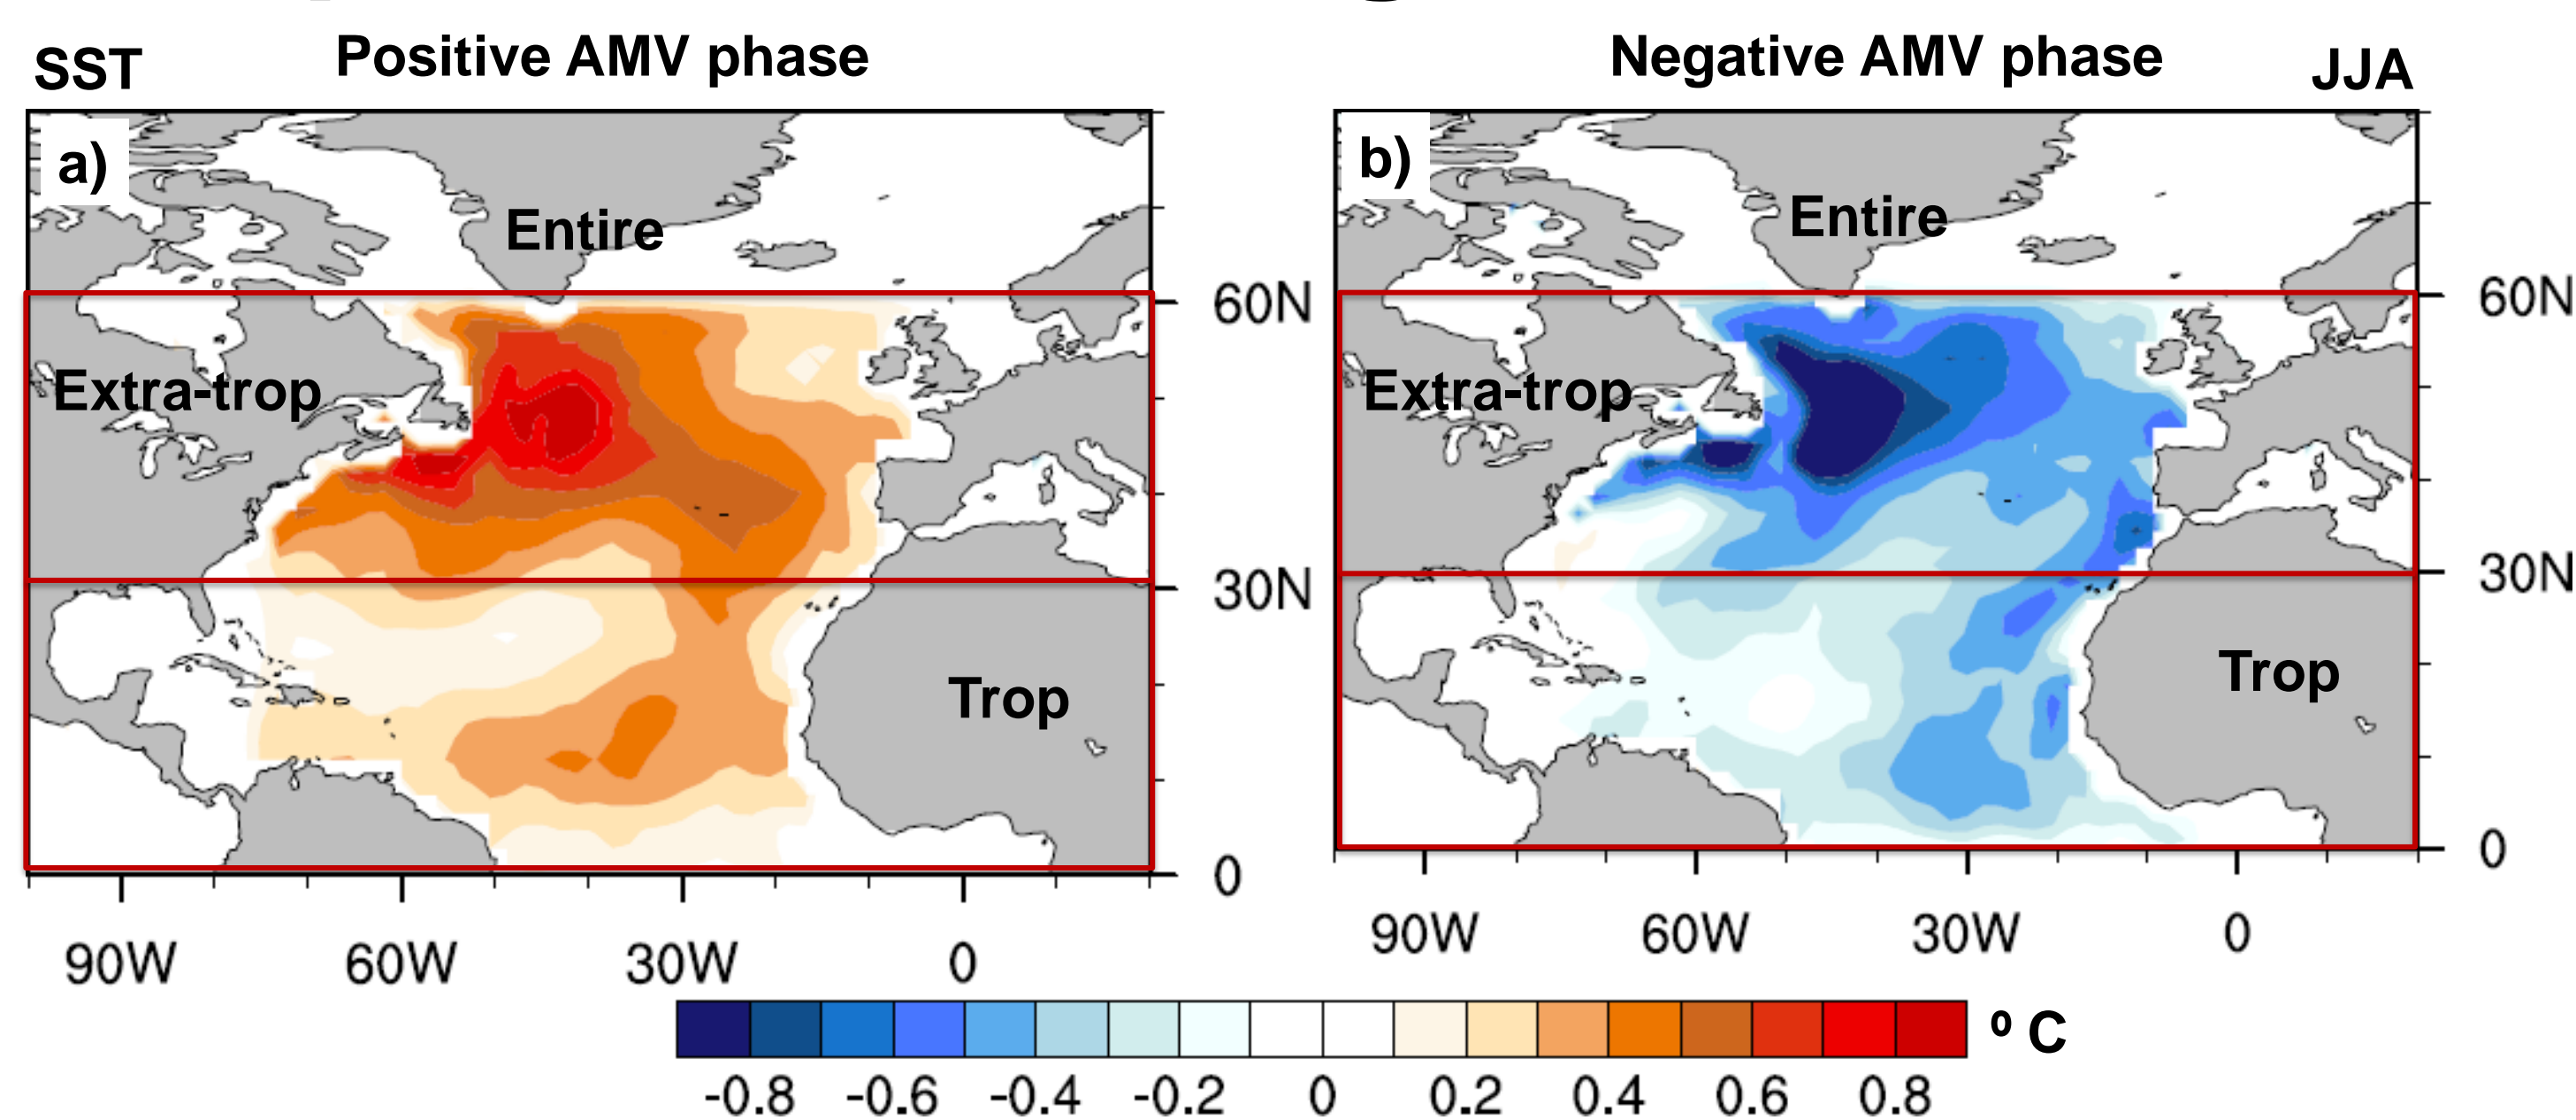 SST
Positive AMV phase
Negative AMV phase
JJA
a)
Entire
Extra-trop
Trop
60N
30N
0
90W
60W
30W
0
b)
Entire
Extra-trop
Trop
60N
30N
0
90W
60W
30W
0
-0.8
-0.6
-0.4
-0.2
0
0.2
0.4
0.6
0.8
º C